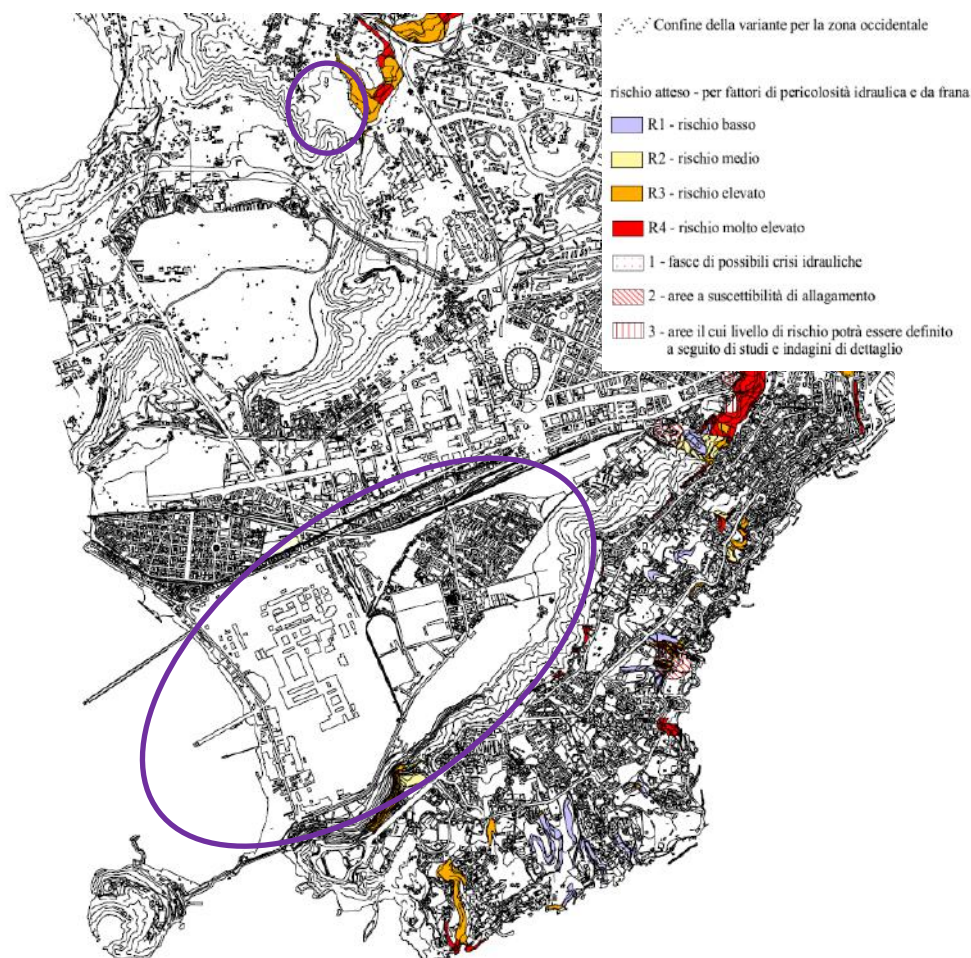 Confine della variante per la zona occidentale
rischio atteso - per fattori di pericolosità idraulica e da frana
R1 - rischio basso
R2 - rischio medio
R3 - rischio elevato
R4 - rischio molto elevato
1 - fasce di possibili crisi idrauliche
2 - aree a suscettibilità di allagamento
3 - aree il cui livello di rischio potrà essere definito
a seguito di studi e indagini di dettaglio